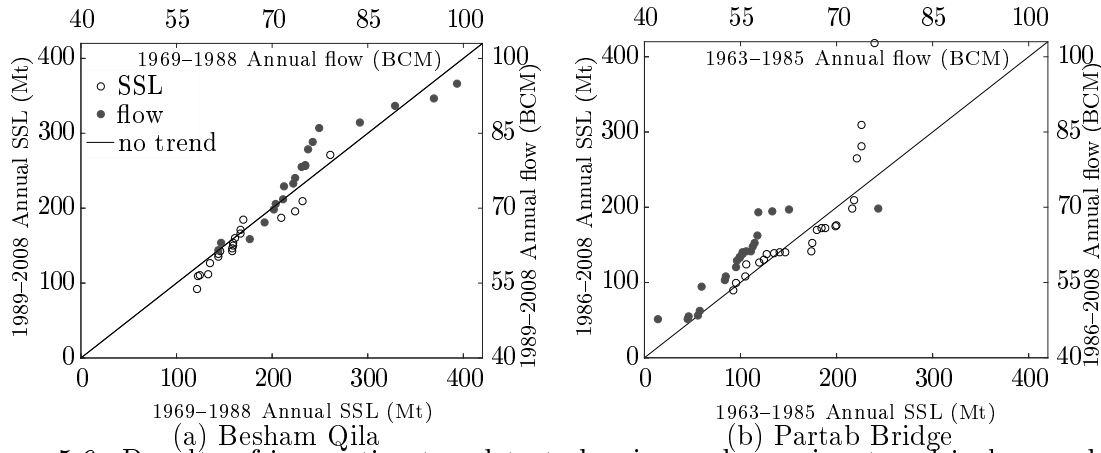 40 55 70 85 100
1969–1988 Annual flow (BCM)
1989–2008 Annual SSL (Mt)
400
300
200
100
0
SSL
flow
no trend
100
85
70
55
40
1989–2008 Annual flow (BCM)
0 100 200 300 400
1969–1988 Annual SSL (Mt)
(a) Besham Qila
40 55 70 85 100
1963–1985 Annual flow (BCM)
1986–2008 Annual SSL (Mt)
400
300
200
100
0
100
85
70
55
40
1986–2008 Annual flow (BCM)
0 100 200 300 400
1963–1985 Annual SSL (Mt)
(b) Partab Bridge